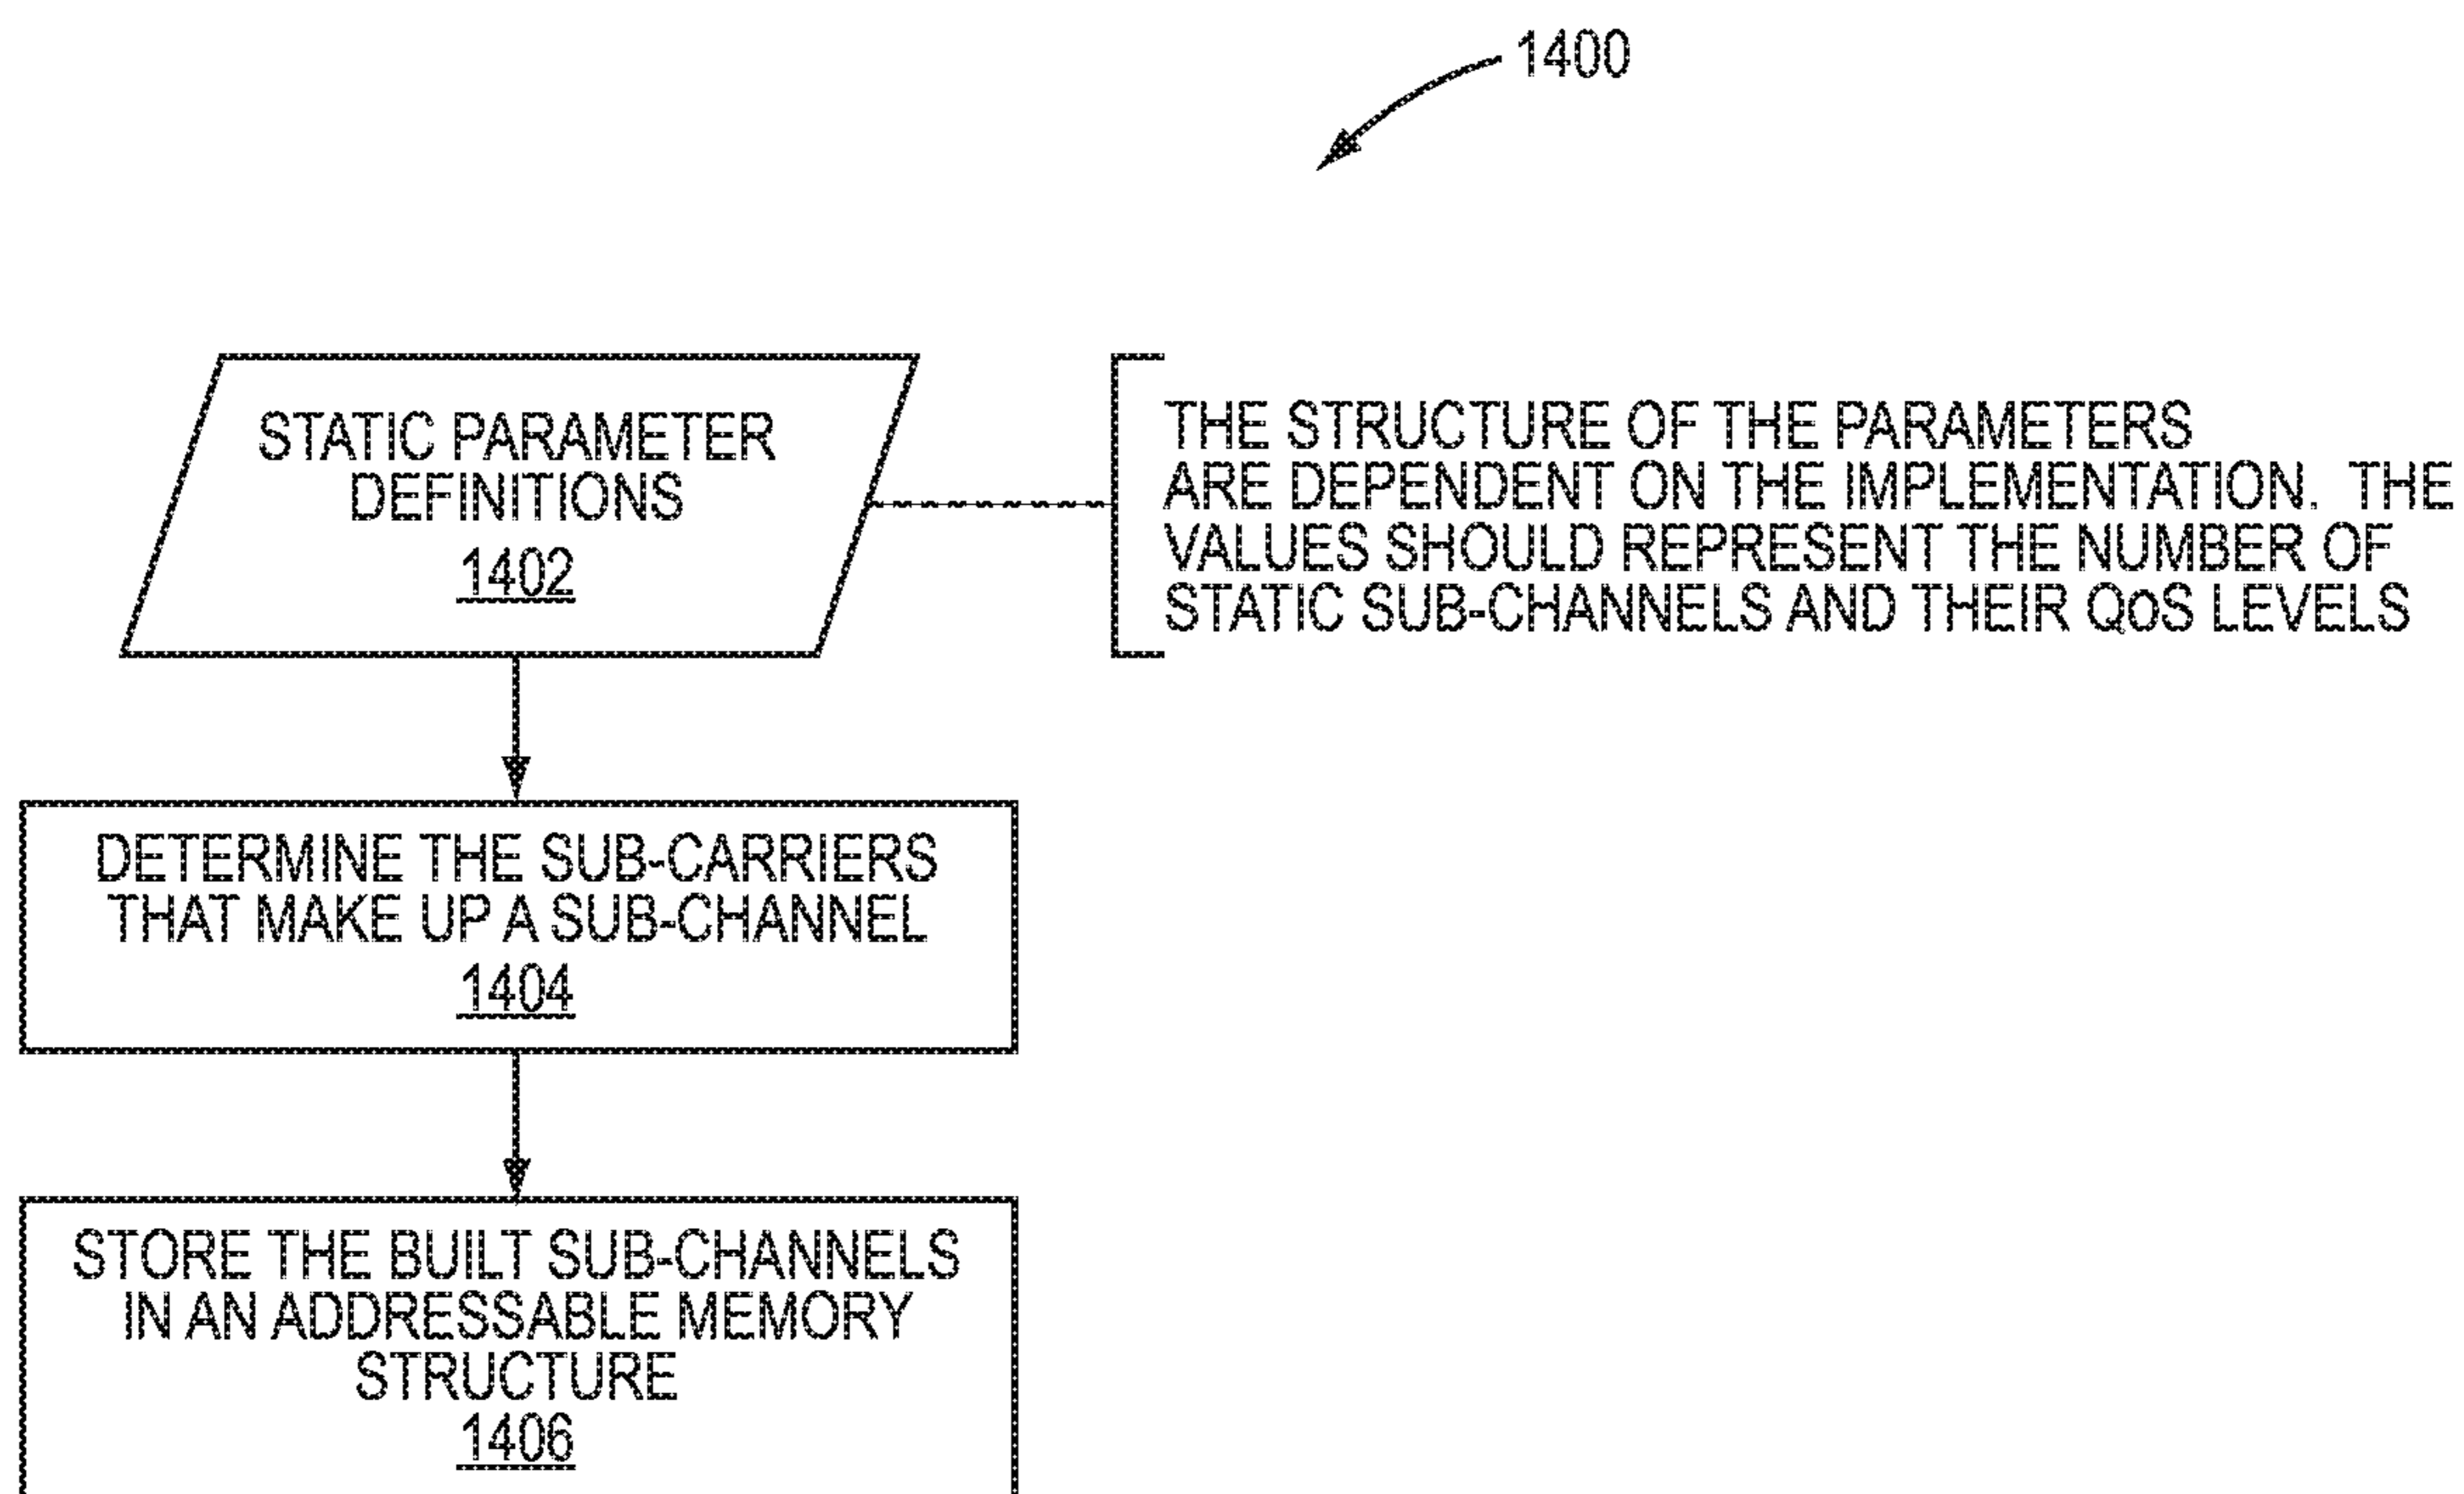 1400
STATIC PARAMETER
DEFINITIONS
1402
THE STRUCTURE OF THE PARAMETERS
ARE DEPENDENT ON THE IMPLEMENTATION. THE
VALUES SHOULD REPRESENT THE NUMBER OF
STATIC SUB-CHANNELS AND THEIR QoS LEVELS
DETERMINE THE SUB-CARRIERS
THAT MAKE UP A SUB-CHANNEL
1404
STORE THE BUILT SUB-CHANNELS
IN AN ADDRESSABLE MEMORY
STRUCTURE
1406